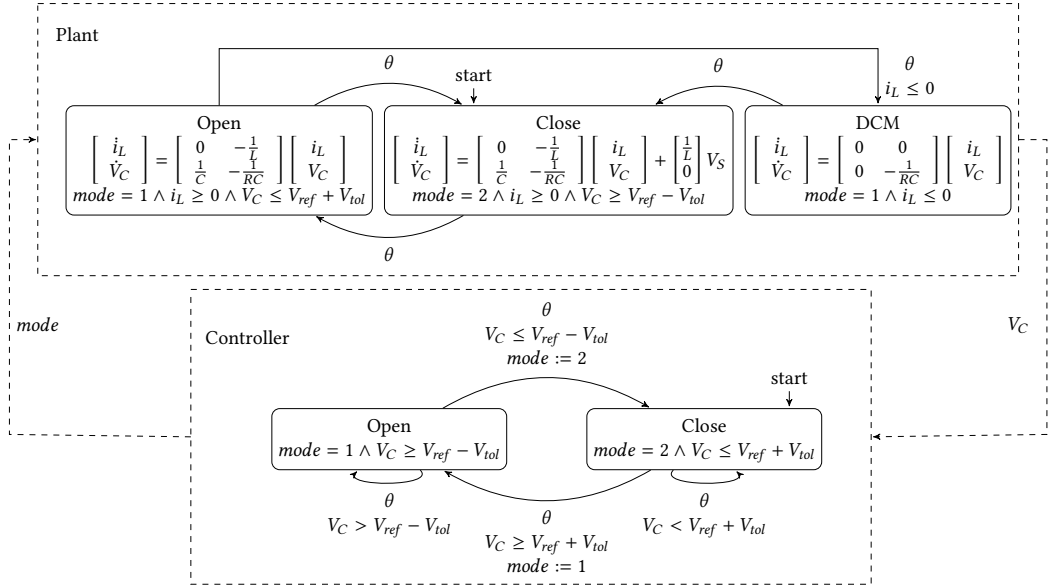 Plant
θ
start
θ
θ
i_L ≤ 0
Open
[ i̇_L V̇_C ] = [ 0 −1/L 1/C −1/RC ] [ i_L V_C ]
mode = 1 ∧ i_L ≥ 0 ∧ V_C ≤ V_ref + V_tol
Close
[ i̇_L V̇_C ] = [ 0 −1/L 1/C −1/RC ] [ i_L V_C ] + [ 1/L 0 ] V_S
mode = 2 ∧ i_L ≥ 0 ∧ V_C ≥ V_ref − V_tol
DCM
[ i̇_L V̇_C ] = [ 0 0 0 −1/RC ] [ i_L V_C ]
mode = 1 ∧ i_L ≤ 0
θ
mode
V_C
Controller
θ
V_C ≤ V_ref − V_tol
mode := 2
start
Open
mode = 1 ∧ V_C ≥ V_ref − V_tol
Close
mode = 2 ∧ V_C ≤ V_ref + V_tol
θ
V_C > V_ref − V_tol
θ
V_C ≥ V_ref + V_tol
mode := 1
θ
V_C < V_ref + V_tol